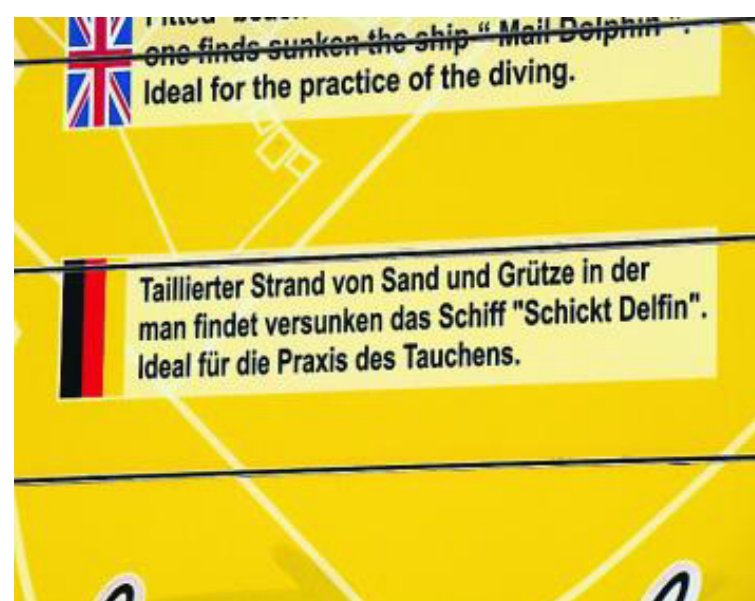 one finds sunken the ship “ Mail Dolphin ”.
Ideal for the practice of the diving.
Taillierter Strand von Sand und Grütze in der
man findet versunken das Schiff "Schickt Delfin".
Ideal für die Praxis des Tauchens.